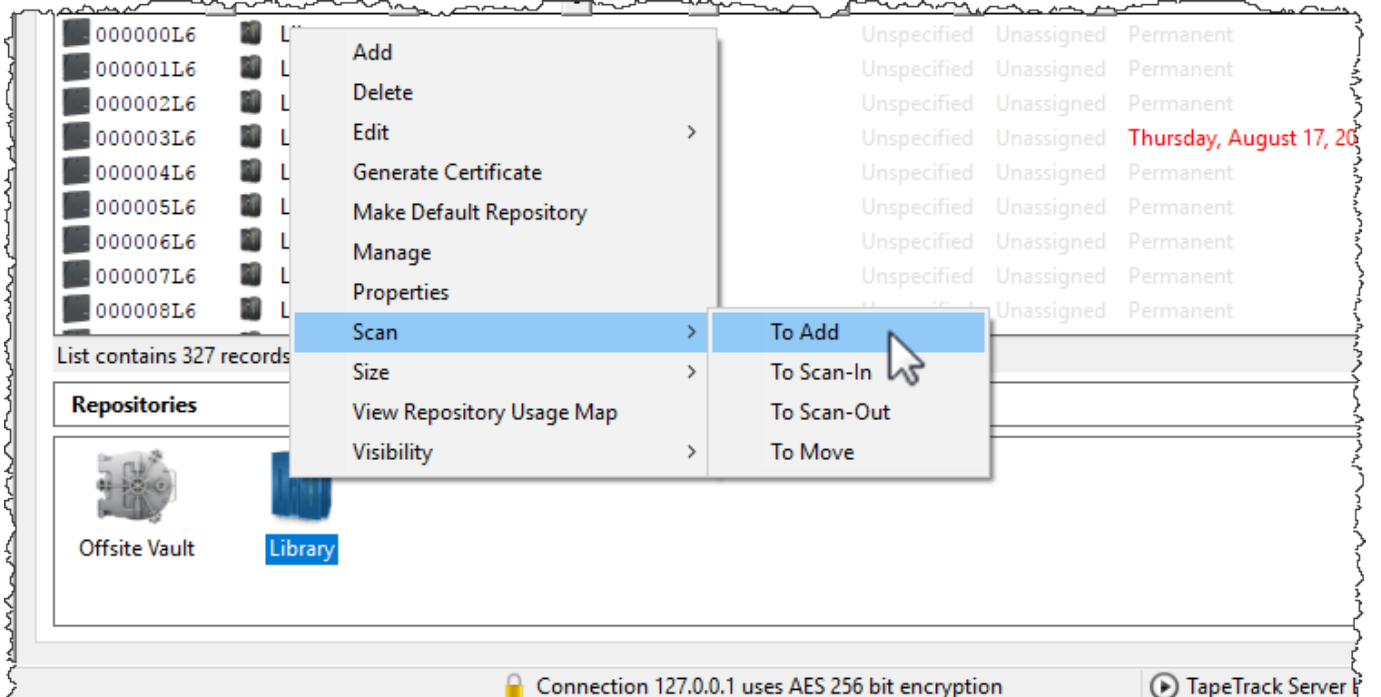 000000L6 Unspecified Unassigned Permanent
000001L6 Unspecified Unassigned Permanent
000002L6 Unspecified Unassigned Permanent
000003L6 Unspecified Unassigned Thursday, August 17, 20
000004L6 Unspecified Unassigned Permanent
000005L6 Unspecified Unassigned Permanent
000006L6 Unspecified Unassigned Permanent
000007L6 Unspecified Unassigned Permanent
000008L6 Unassigned Permanent
Add
Delete
Edit
Generate Certificate
Make Default Repository
Manage
Properties
Scan
Size
View Repository Usage Map
Visibility
To Add
To Scan-In
To Scan-Out
To Move
List contains 327 records
Repositories
Offsite Vault
Library
Connection 127.0.0.1 uses AES 256 bit encryption
TapeTrack Server